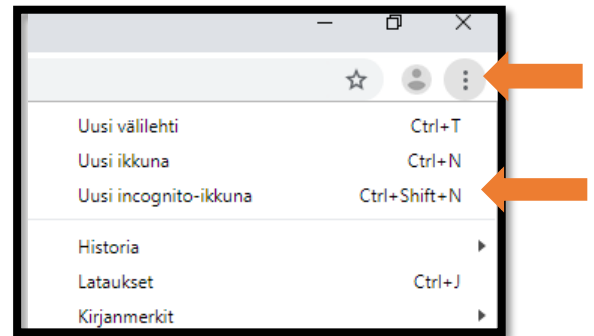 Uusi välilehti Ctrl+T
Uusi ikkuna Ctrl+N
Uusi incognito-ikkuna Ctrl+Shift+N
Historia
Lataukset Ctrl+J
Kirjanmerkit